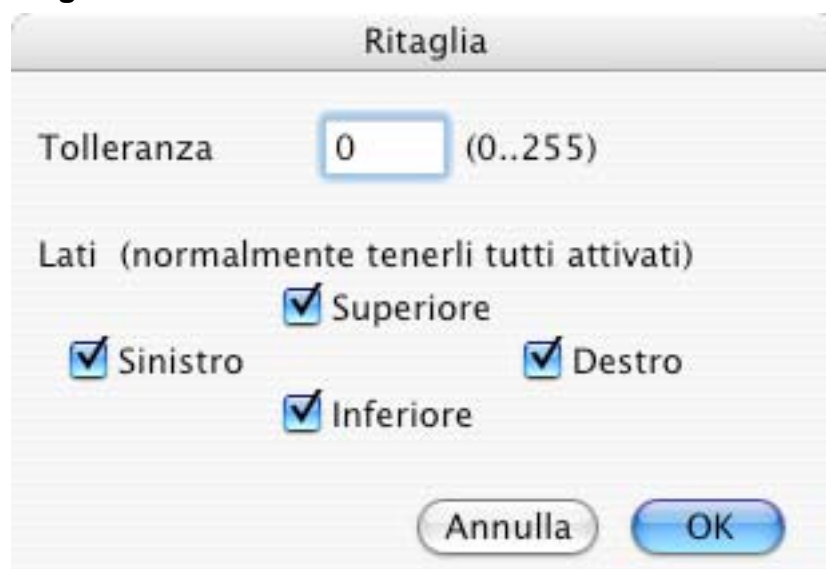 Ritaglia
Tolleranza 0 (0..255)
Lati (normalmente tenerli tutti attivati)
Superiore
Sinistro Destro
Inferiore
Annulla OK